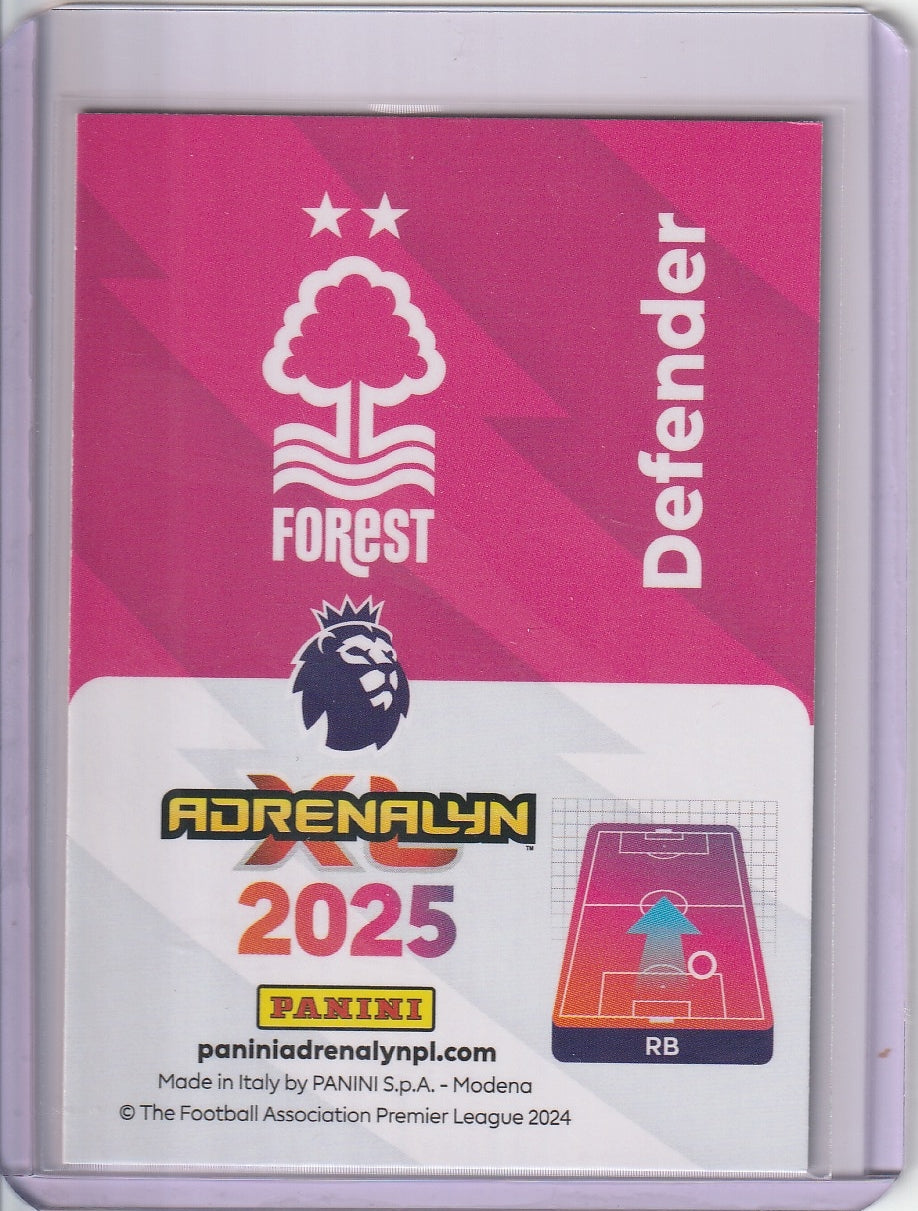 Defender
FOREST
XL
ADRENALYN
™
2025
PANINI
paniniadrenalynpl.com
Made in Italy by PANINI S.p.A. - Modena
© The Football Association Premier League 2024
RB